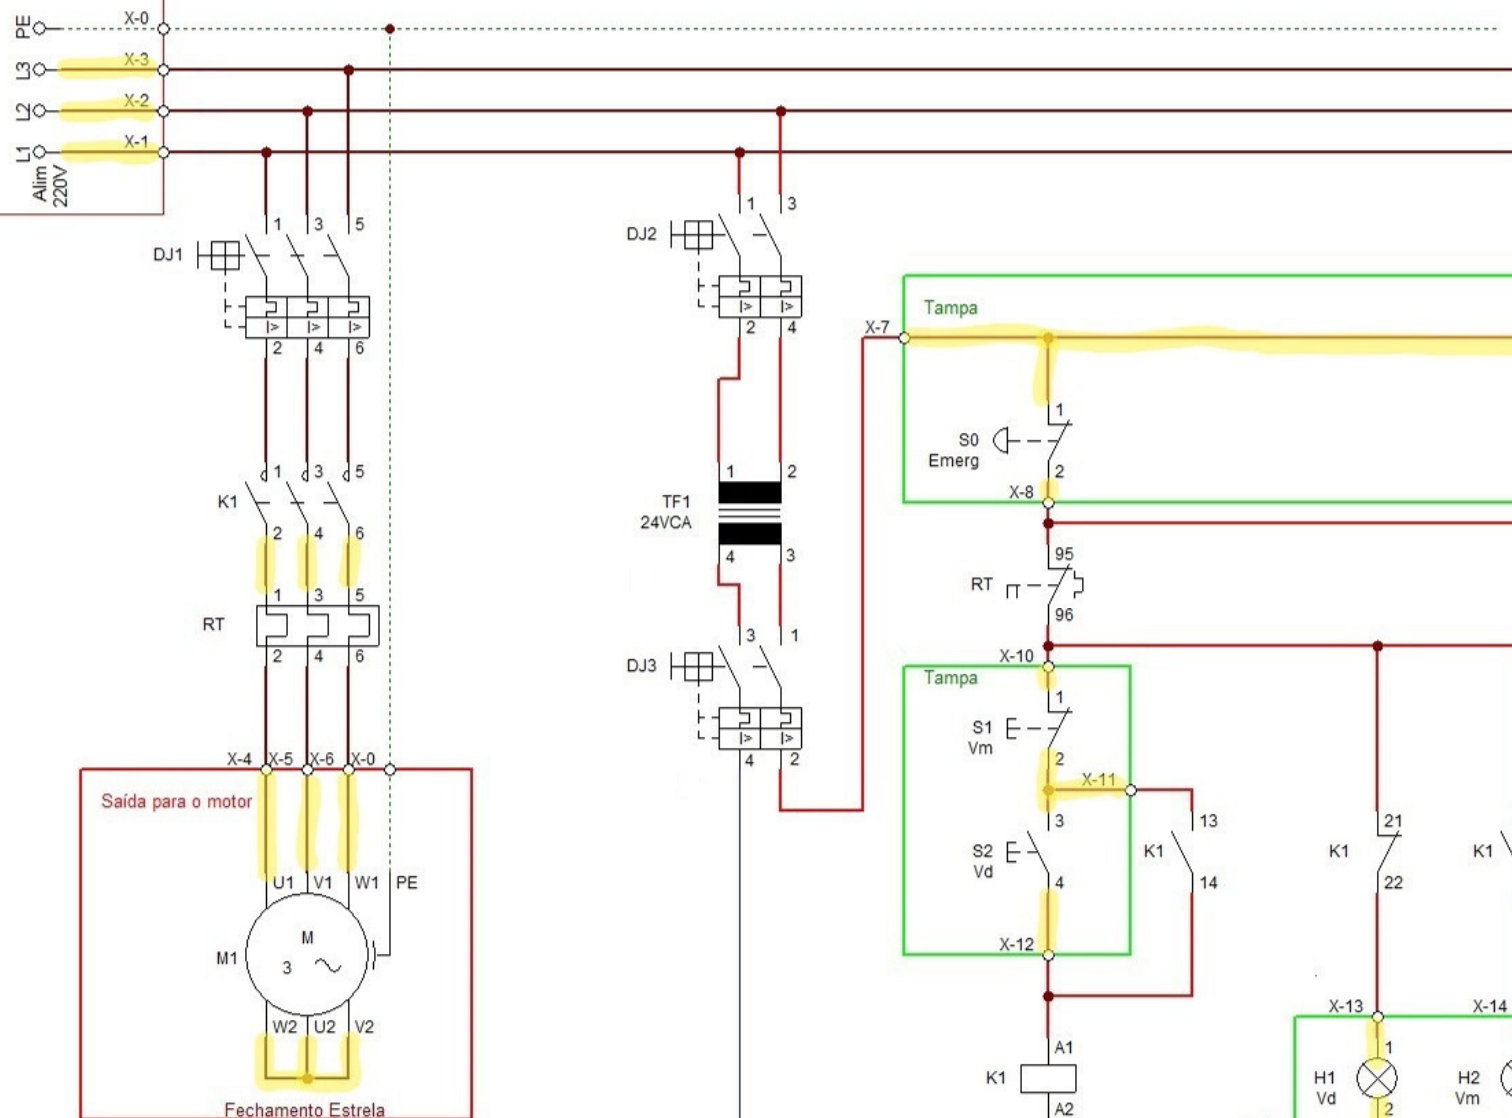 PE X-0
L3 X-3
L2 X-2
L1 X-1
Alim
220V
1 3 5
DJ1
I> I> I>
2 4 6
1 3 5
K1
2 4 6
1 3 5
RT
2 4 6
X-4 X-5 X-6 X-0
Saída para o motor
U1 V1 W1 PE
M1
M
3
W2 U2 V2
Fechamento Estrela
1 3
DJ2
I> I>
2 4
1 2
TF1
24VCA
4 3
3 1
DJ3
I> I>
4 2
X-7
Tampa
1
S0
Emerg
2
X-8
95
RT
96
X-10
Tampa
1
S1
Vm
2
X-11
3
S2
Vd
4
X-12
13
K1
14
A1
K1
A2
21
K1
22
K1
X-13 X-14
1
H1
Vd
2
H2
Vm